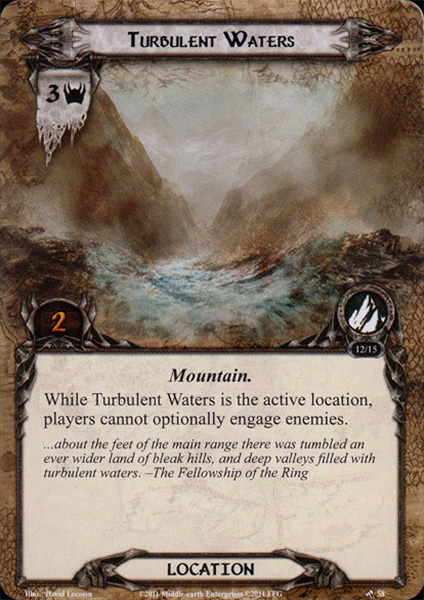 Turbulent Waters
3
2
12/15
Mountain.
While Turbulent Waters is the active location,
players cannot optionally engage enemies.
...about the feet of the main range there was tumbled an
ever wider land of bleak hills, and deep valleys filled with
turbulent waters. –The Fellowship of the Ring
LOCATION
Illus. David Lecossu ©2011 Middle-earth Enterprises ©2011 FFG 58